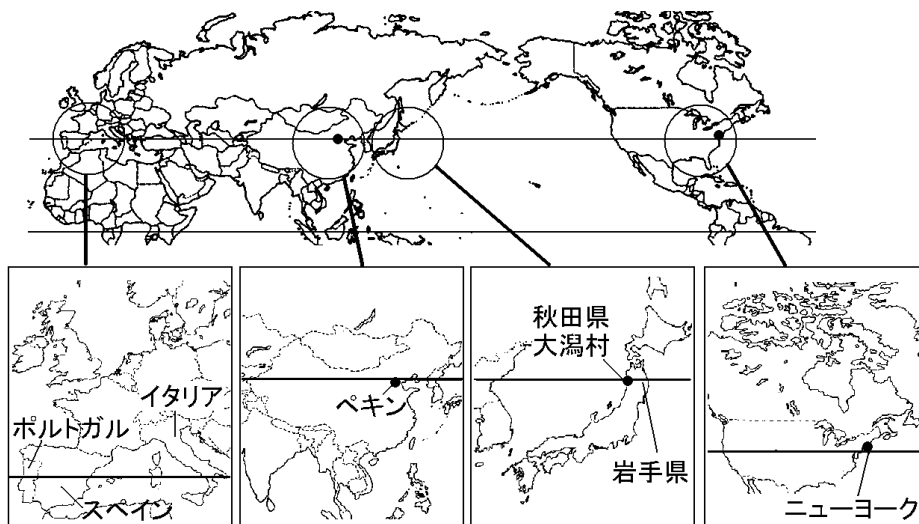 イタリア
ポルトガル
スペイン
ペキン
秋田県
大潟村
岩手県
ニューヨーク